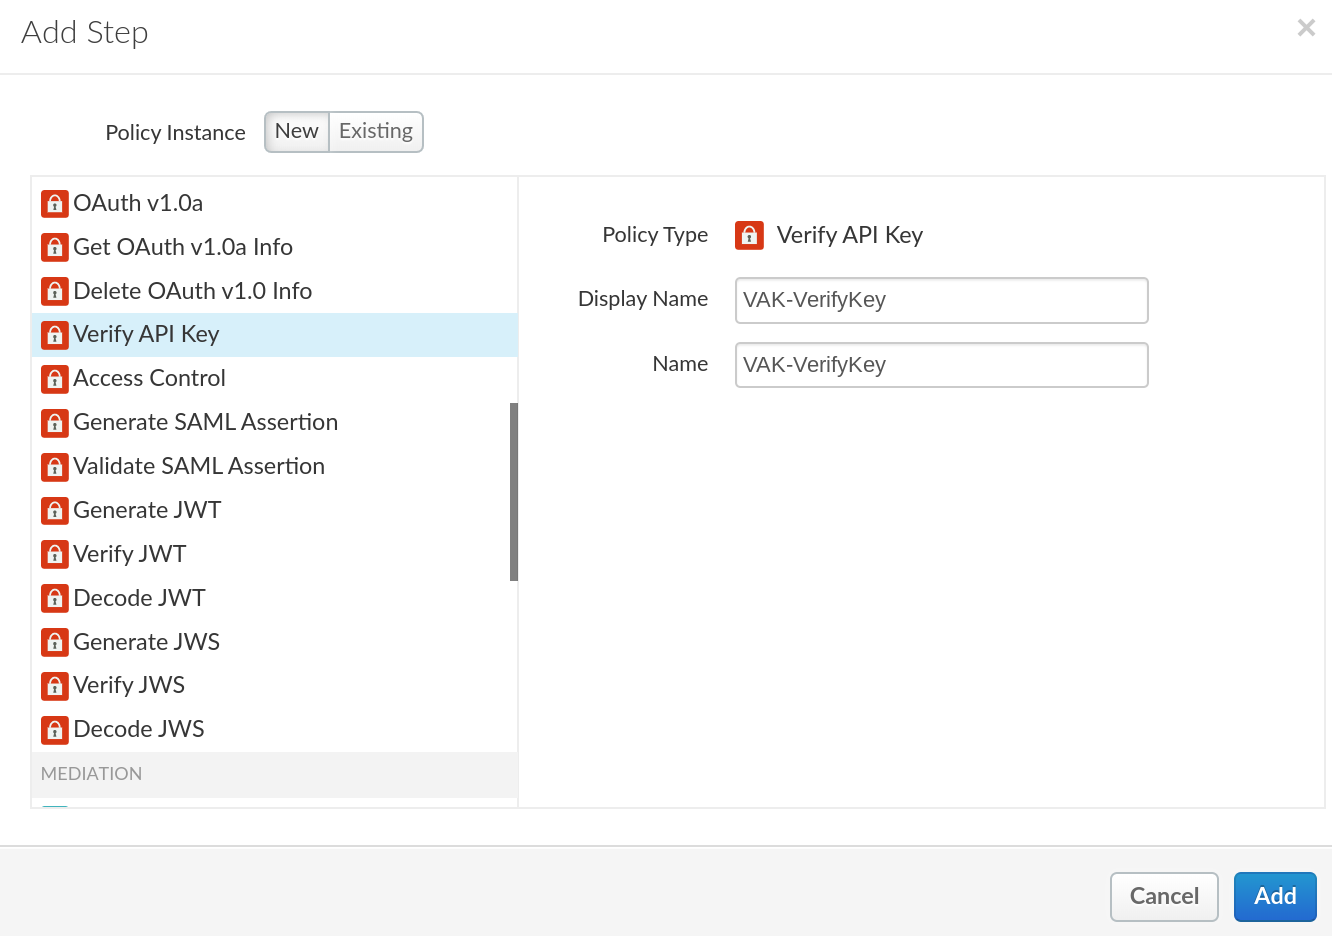 Add Step
×
Policy Instance New Existing
OAuth v1.0a
Get OAuth v1.0a Info
Delete OAuth v1.0 Info
Verify API Key
Access Control
Generate SAML Assertion
Validate SAML Assertion
Generate JWT
Verify JWT
Decode JWT
Generate JWS
Verify JWS
Decode JWS
MEDIATION
Policy Type Verify API Key
Display Name VAK-VerifyKey
Name VAK-VerifyKey
Cancel Add